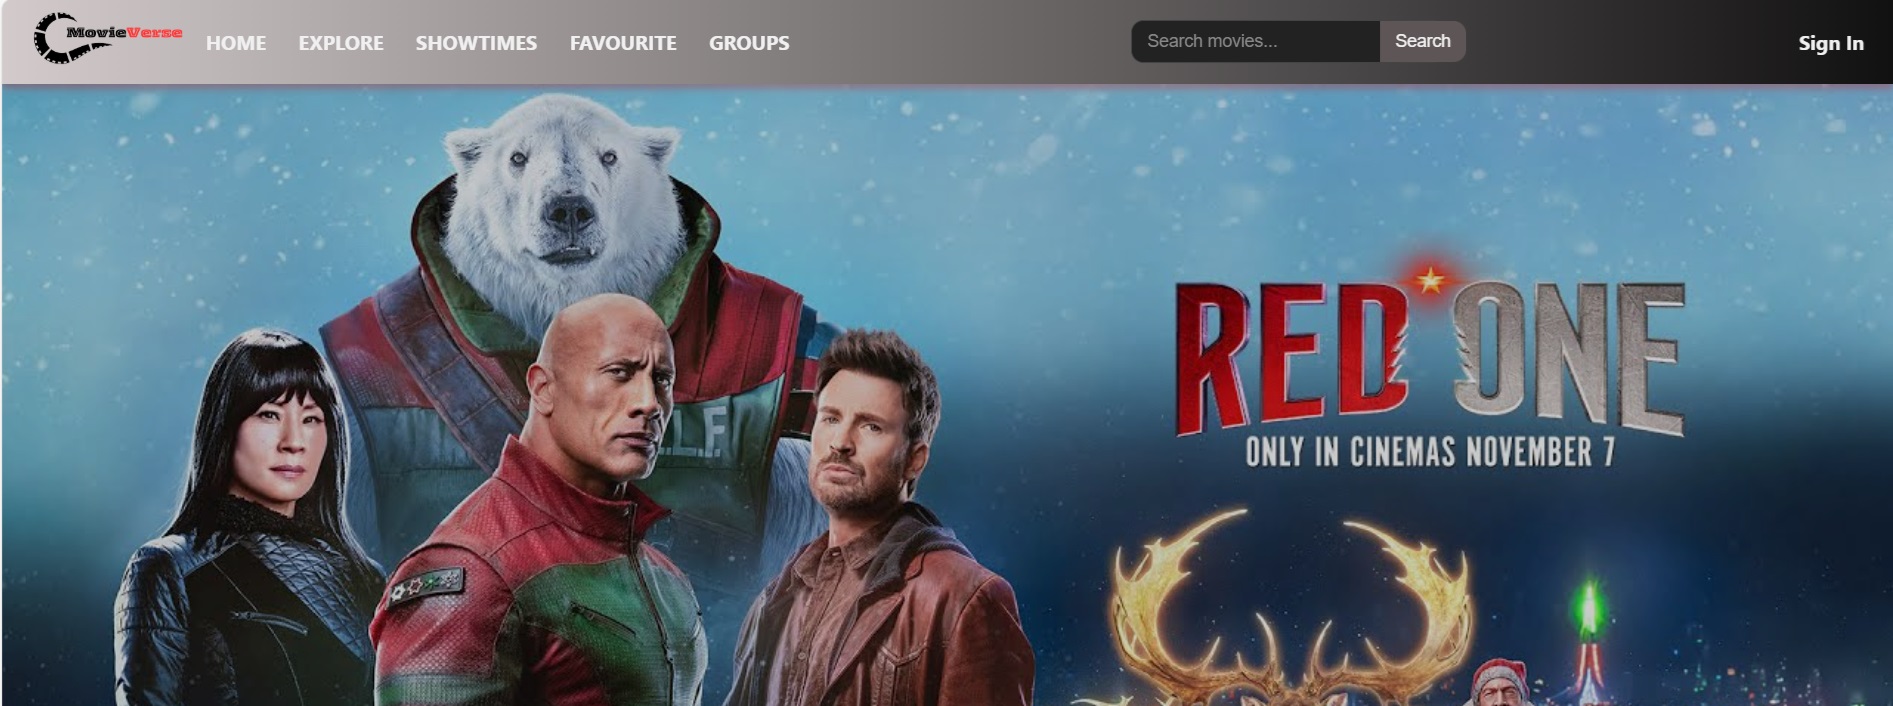 MovieVerse
HOME EXPLORE SHOWTIMES FAVOURITE GROUPS
Search movies... Search
Sign In
RED ONE
ONLY IN CINEMAS NOVEMBER 7